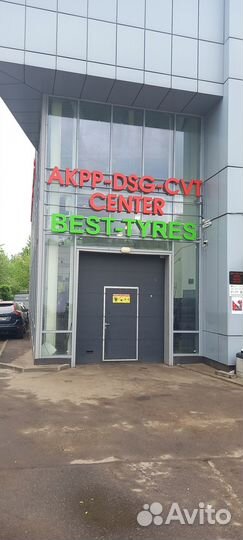 AKPP-DSG-CVT
CENTER
BEST-TYRES
Avito